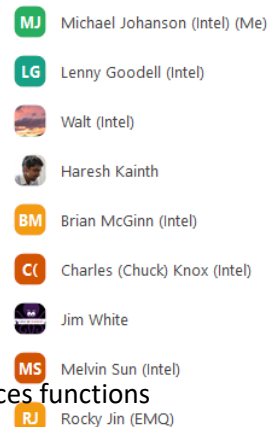 MJ Michael Johanson (Intel) (Me)
LG Lenny Goodell (Intel)
Walt (Intel)
Haresh Kainth
BM Brian McGinn (Intel)
C( Charles (Chuck) Knox (Intel)
Jim White
MS Melvin Sun (Intel)
ces functions
RJ Rocky Jin (EMQ)